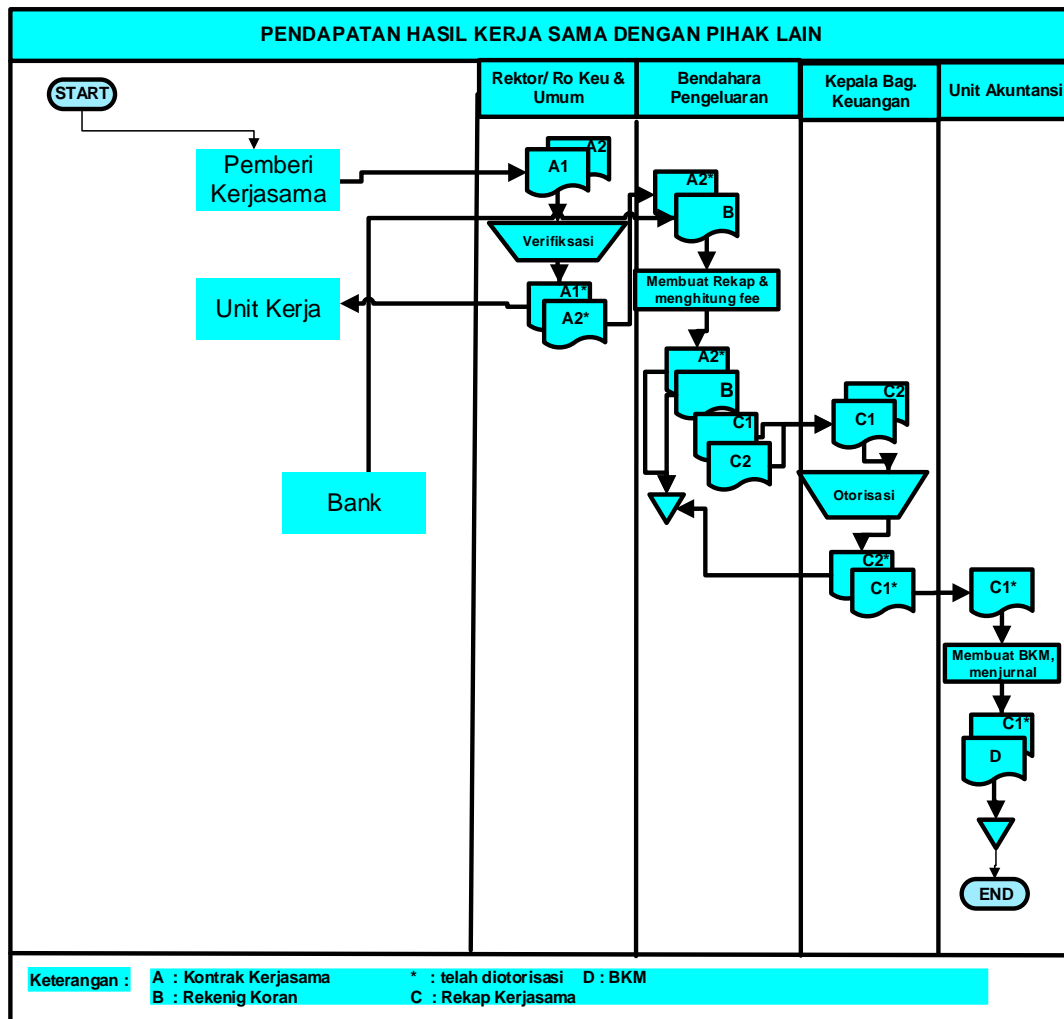 PENDAPATAN HASIL KERJA SAMA DENGAN PIHAK LAIN
START
Rektor/ Ro Keu &
Umum
Bendahara
Pengeluaran
Kepala Bag.
Keuangan
Unit Akuntansi
Pemberi
Kerjasama
A2
A1
A2*
B
Verifiksasi
Unit Kerja
A1*
A2*
Membuat Rekap &
menghitung fee
A2*
B
C1
C2
C2
C1
Bank
Otorisasi
C2*
C1*
C1*
Membuat BKM,
menjurnal
C1*
D
END
Keterangan :
A : Kontrak Kerjasama * : telah diotorisasi D : BKM
B : Rekenig Koran C : Rekap Kerjasama